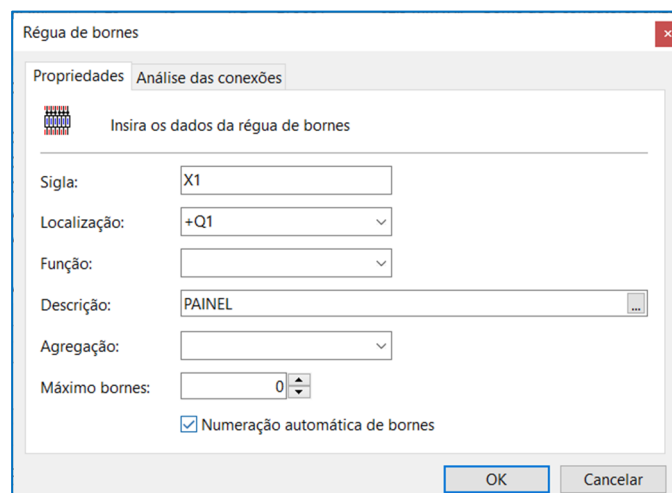 Régua de bornes
Propriedades Análise das conexões
Insira os dados da régua de bornes
Sigla: X1
Localização: +Q1
Função:
Descrição: PAINEL ...
Agregação:
Máximo bornes: 0
Numeração automática de bornes
OK Cancelar